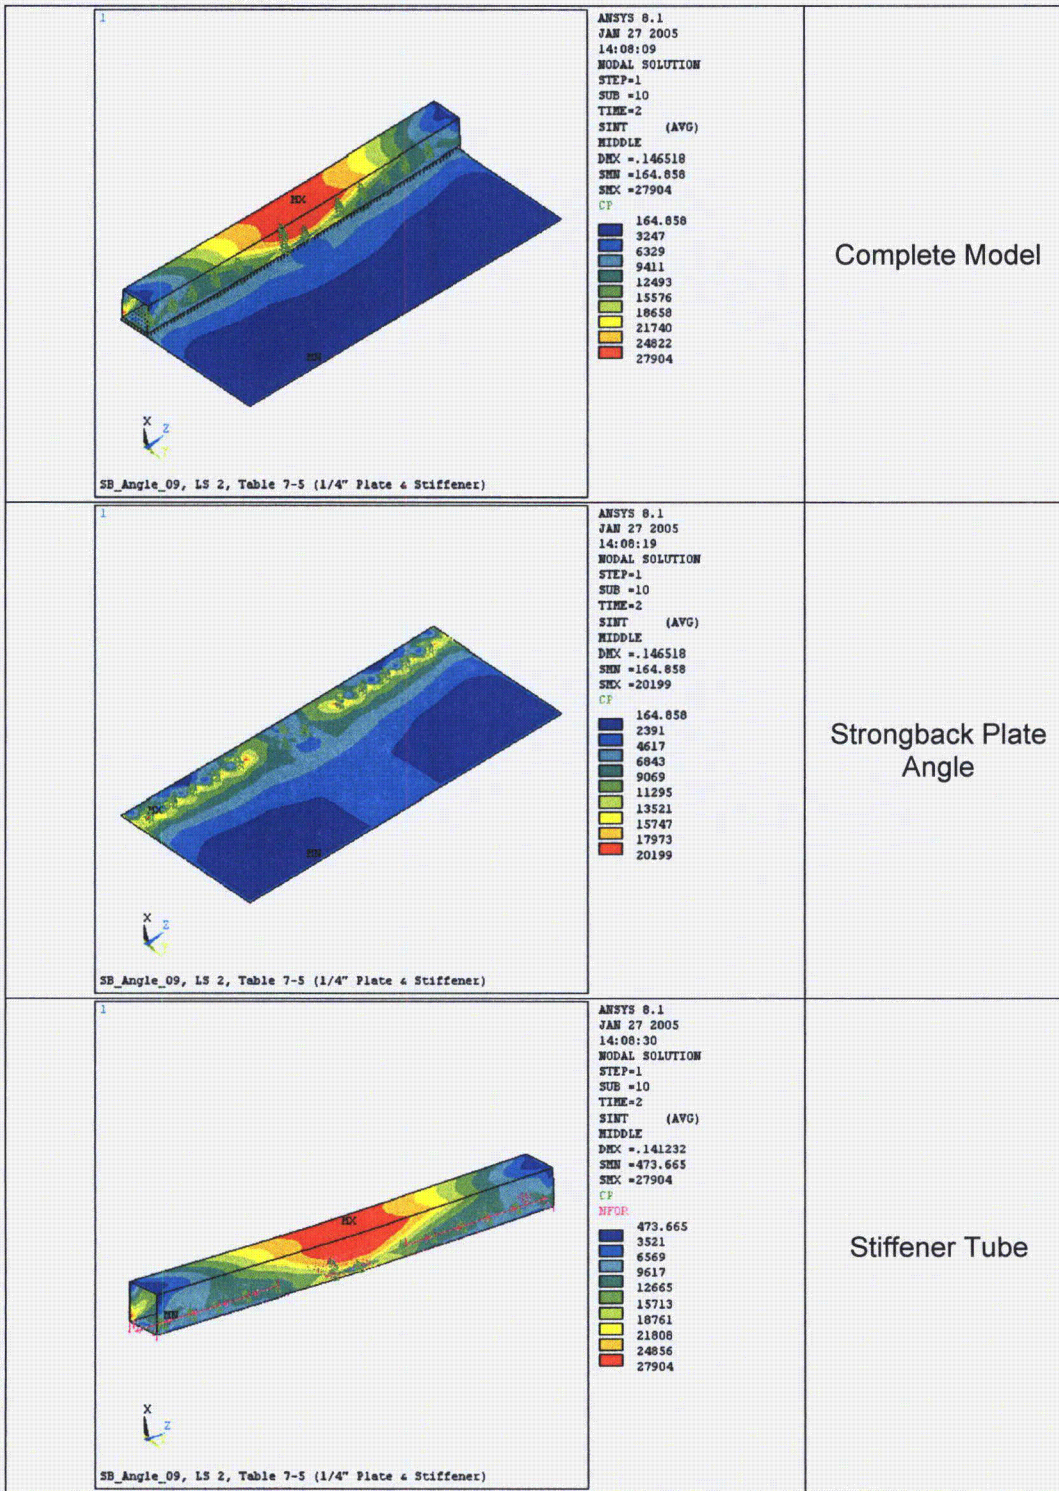 1
ANSYS 8.1
JAN 27 2005
14:08:09
NODAL SOLUTION
STEP=1
SUB =10
TIME=2
SINT (AVG)
MIDDLE
DMX =.146518
SMN =164.858
SMX =27904
CP
164.858
3247
6329
9411
12493
15576
18658
21740
24822
27904
MX
MN
X
Z
SB_Angle_09, LS 2, Table 7-5 (1/4" Plate & Stiffener)
Complete Model
1
ANSYS 8.1
JAN 27 2005
14:08:19
NODAL SOLUTION
STEP=1
SUB =10
TIME=2
SINT (AVG)
MIDDLE
DMX =.146518
SMN =164.858
SMX =20199
CP
164.858
2391
4617
6843
9069
11295
13521
15747
17973
20199
MX
MN
X
Z
SB_Angle_09, LS 2, Table 7-5 (1/4" Plate & Stiffener)
Strongback Plate
Angle
1
ANSYS 8.1
JAN 27 2005
14:08:30
NODAL SOLUTION
STEP=1
SUB =10
TIME=2
SINT (AVG)
MIDDLE
DMX =.141232
SMN =473.665
SMX =27904
CP
NFOR
473.665
3521
6569
9617
12665
15713
18761
21808
24856
27904
MX
MN
X
Z
SB_Angle_09, LS 2, Table 7-5 (1/4" Plate & Stiffener)
Stiffener Tube